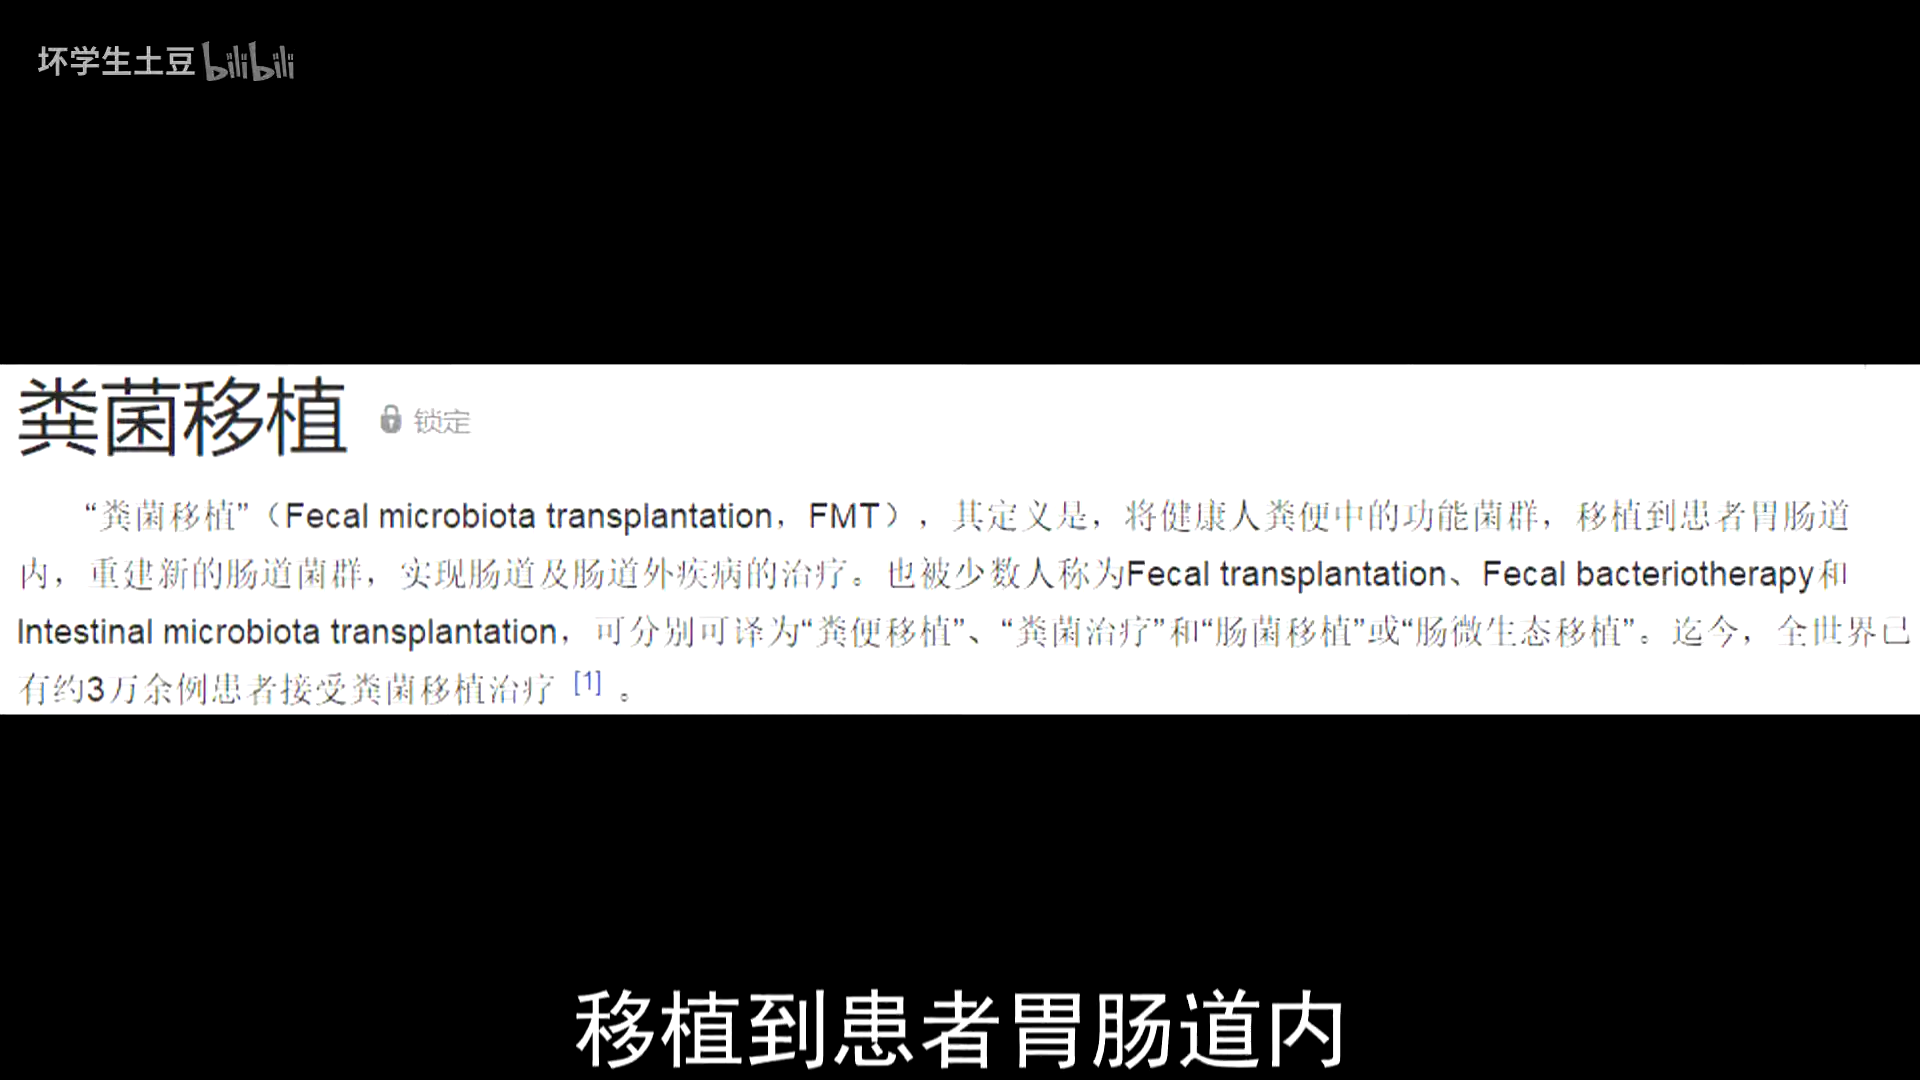 坏学生土豆 bilibili
粪菌移植 锁定
“粪菌移植”（Fecal microbiota transplantation，FMT），其定义是，将健康人粪便中的功能菌群，移植到患者胃肠道
内，重建新的肠道菌群，实现肠道及肠道外疾病的治疗。也被少数人称为Fecal transplantation、Fecal bacteriotherapy和
Intestinal microbiota transplantation，可分别可译为“粪便移植”、“粪菌治疗”和“肠菌移植”或“肠微生态移植”。迄今，全世界已
有约3万余例患者接受粪菌移植治疗 [1] 。
移植到患者胃肠道内